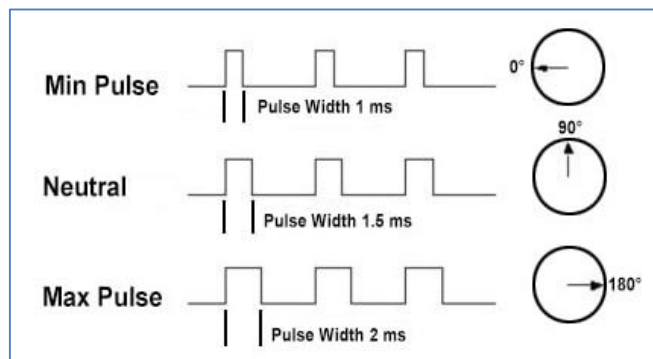 Min Pulse
0°
Pulse Width 1 ms
90°
Neutral
Pulse Width 1.5 ms
Max Pulse
180°
Pulse Width 2 ms